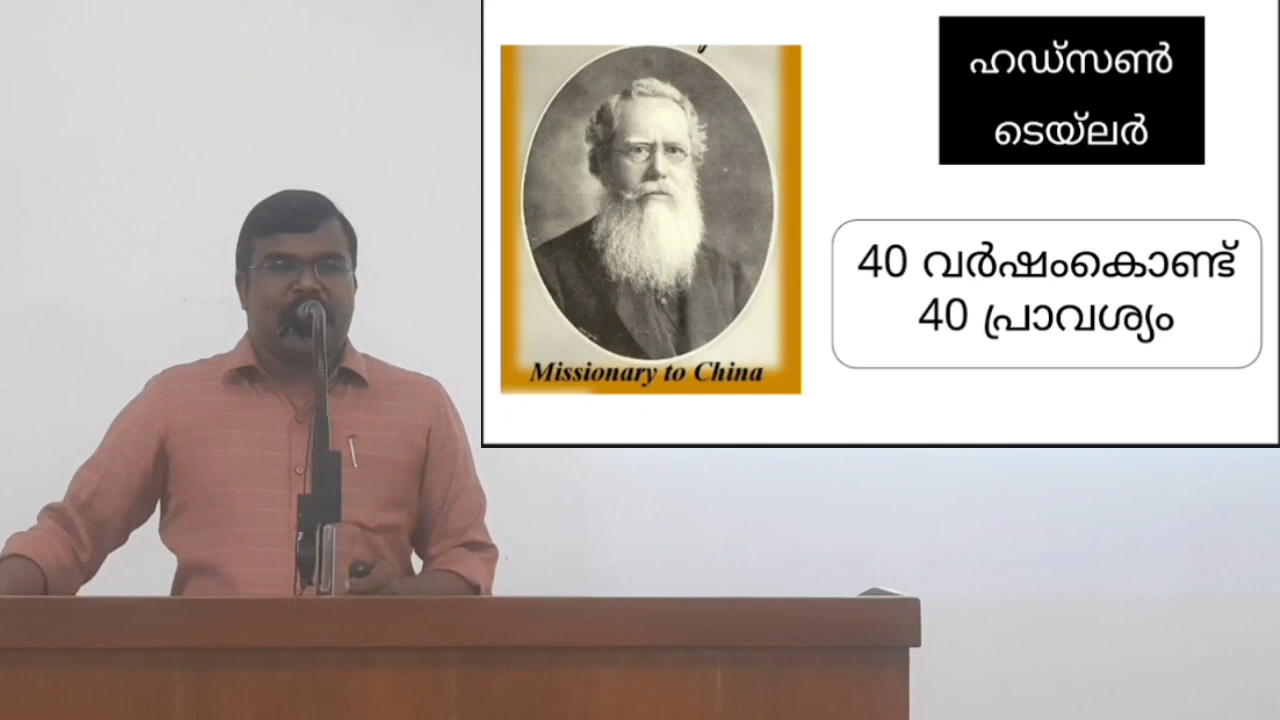 ഹഡ്സൺ
ടെയ്ലർ
40 വർഷംകൊണ്ട്
40 പ്രാവശ്യം
Missionary to China